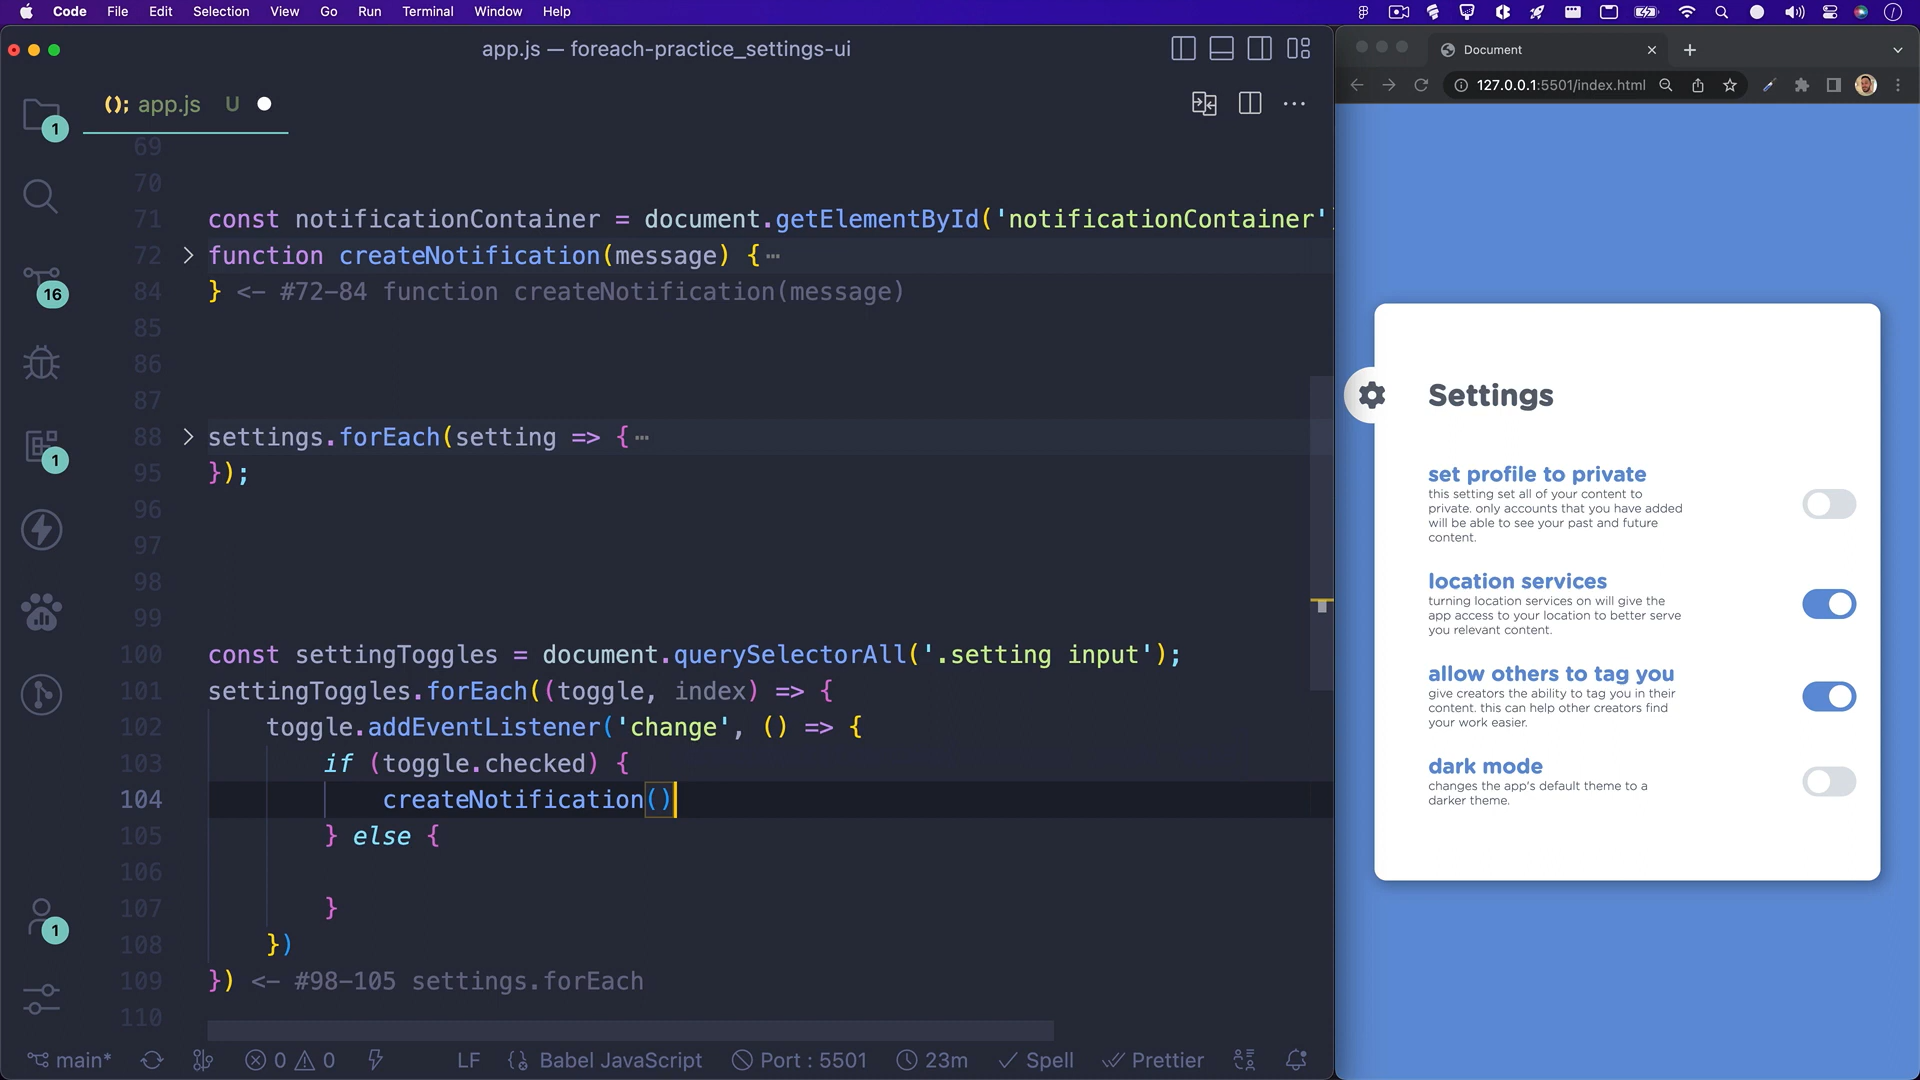 Code File Edit Selection View Go Run Terminal Window Help
app.js — foreach-practice_settings-ui
(); app.js U
69
70
71 const notificationContainer = document.getElementById('notificationContainer'
72 function createNotification(message) {
84 } <- #72-84 function createNotification(message)
85
86
87
88 settings.forEach(setting => {
95 });
96
97
98
99
100 const settingToggles = document.querySelectorAll('.setting input');
101 settingToggles.forEach((toggle, index) => {
102 toggle.addEventListener('change', () => {
103 if (toggle.checked) {
104 createNotification()
105 } else {
106
107 }
108 })
109 }) <- #98-105 settings.forEach
110
1
16
1
1
main* 0 0 LF Babel JavaScript Port : 5501 23m Spell Prettier
Document
127.0.0.1:5501/index.html
Settings
set profile to private
this setting set all of your content to
private. only accounts that you have added
will be able to see your past and future
content.
location services
turning location services on will give the
app access to your location to better serve
you relevant content.
allow others to tag you
give creators the ability to tag you in their
content. this can help other creators find
your work easier.
dark mode
changes the app's default theme to a
darker theme.